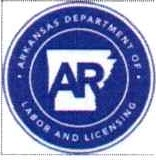 ARKANSAS DEPARTMENT OF
AR
LABOR AND LICENSING